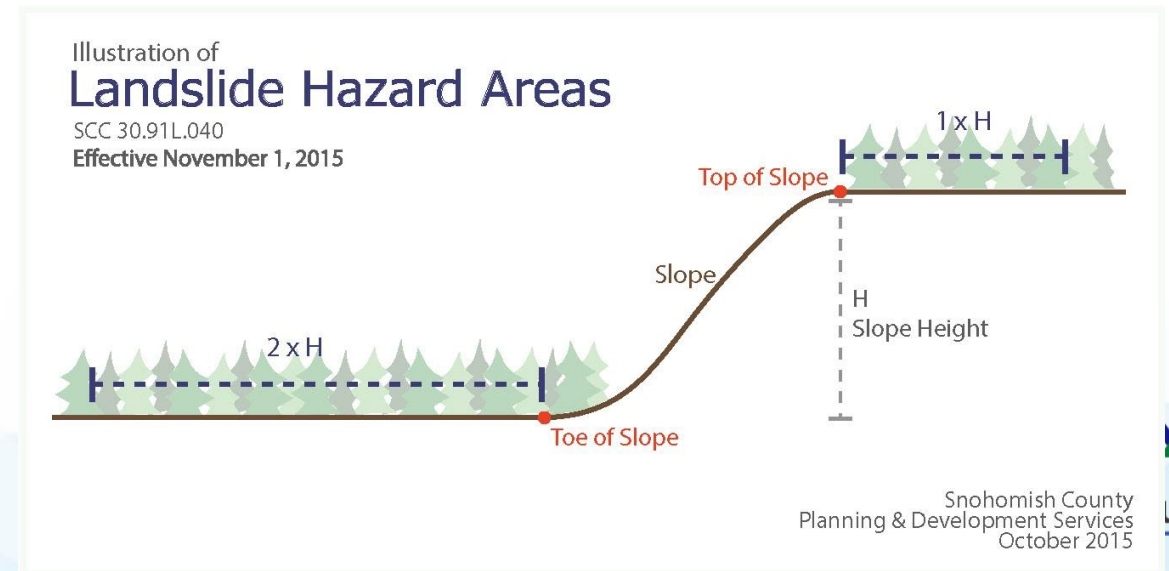 Illustration of
Landslide Hazard Areas
SCC 30.91L.040
Effective November 1, 2015
1 x H
Top of Slope
Slope
H
Slope Height
2 x H
Toe of Slope
Snohomish County
Planning & Development Services
October 2015